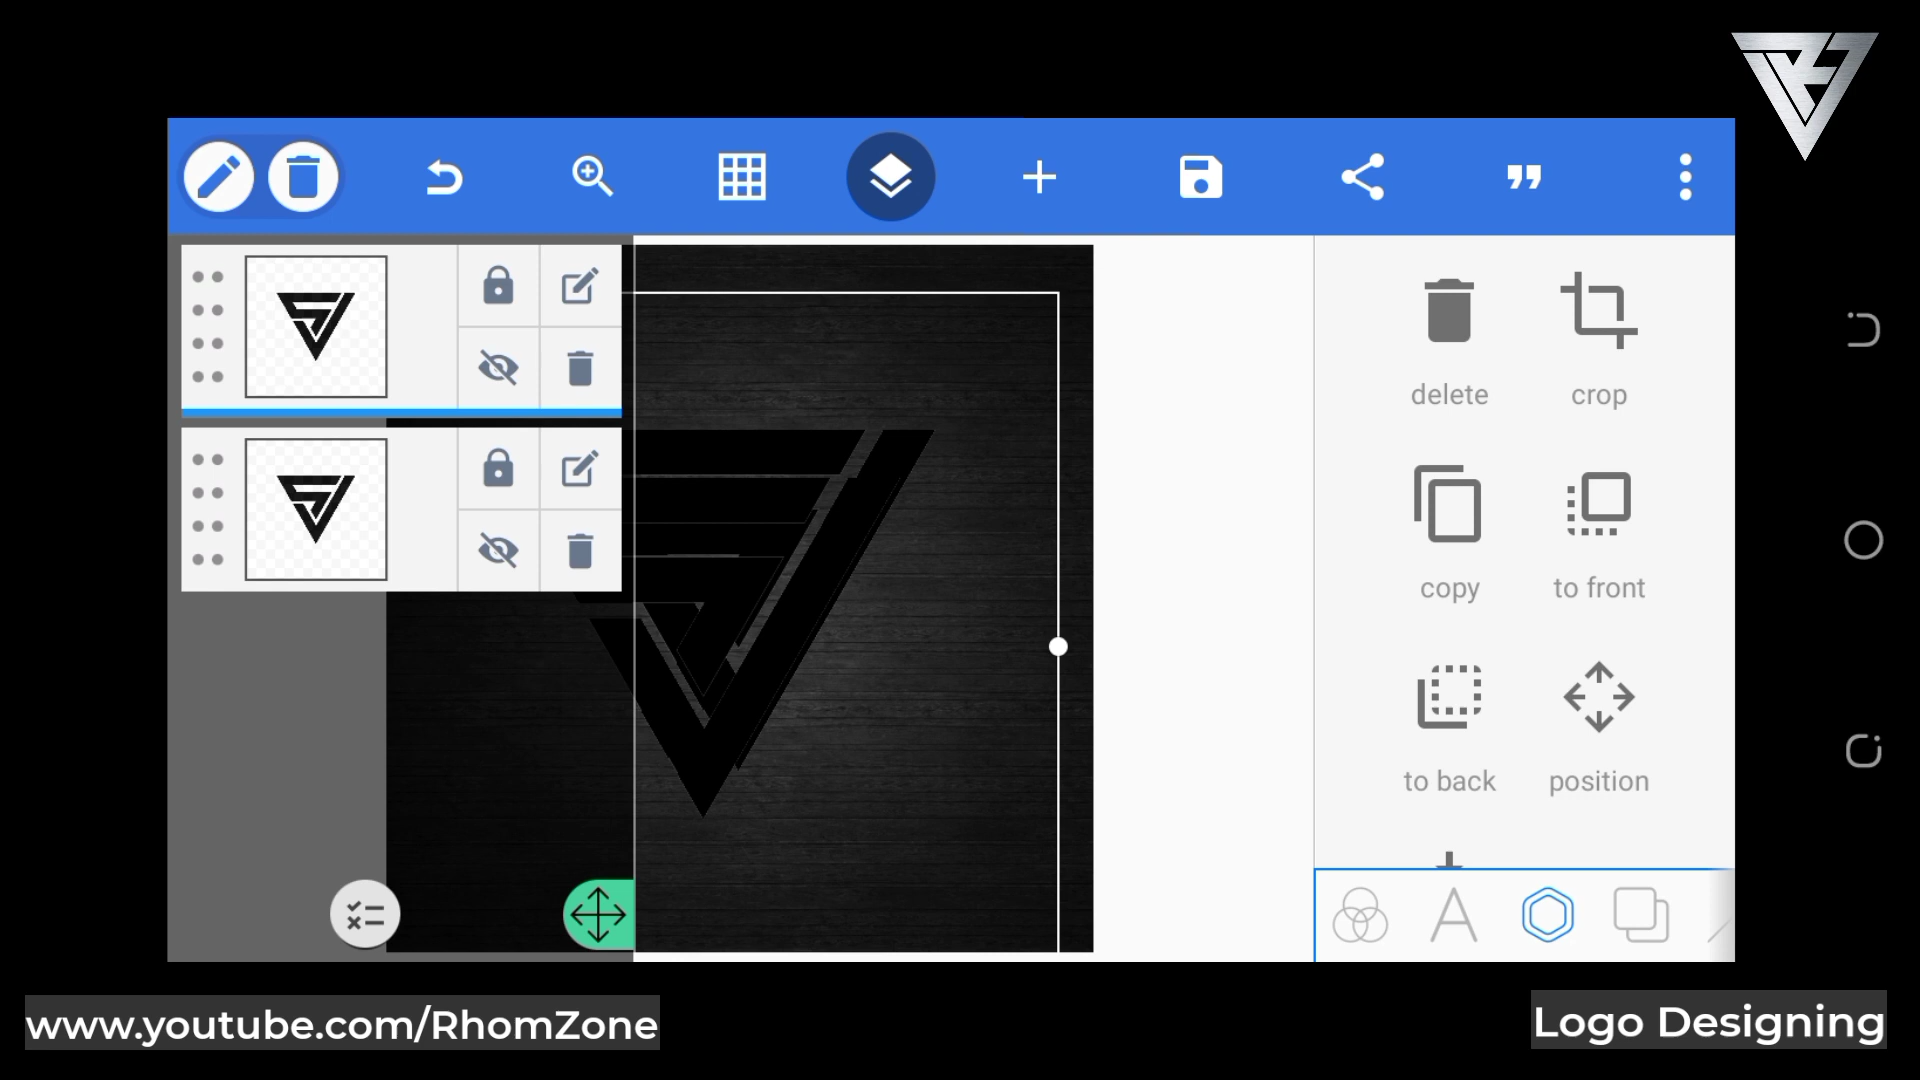 delete
crop
copy
to front
to back
position
www.youtube.com/RhomZone
Logo Designing